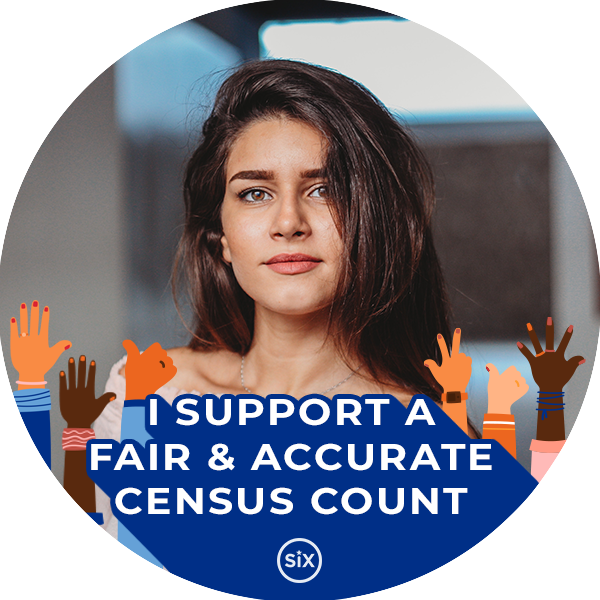 I SUPPORT A
FAIR & ACCURATE
CENSUS COUNT
SiX